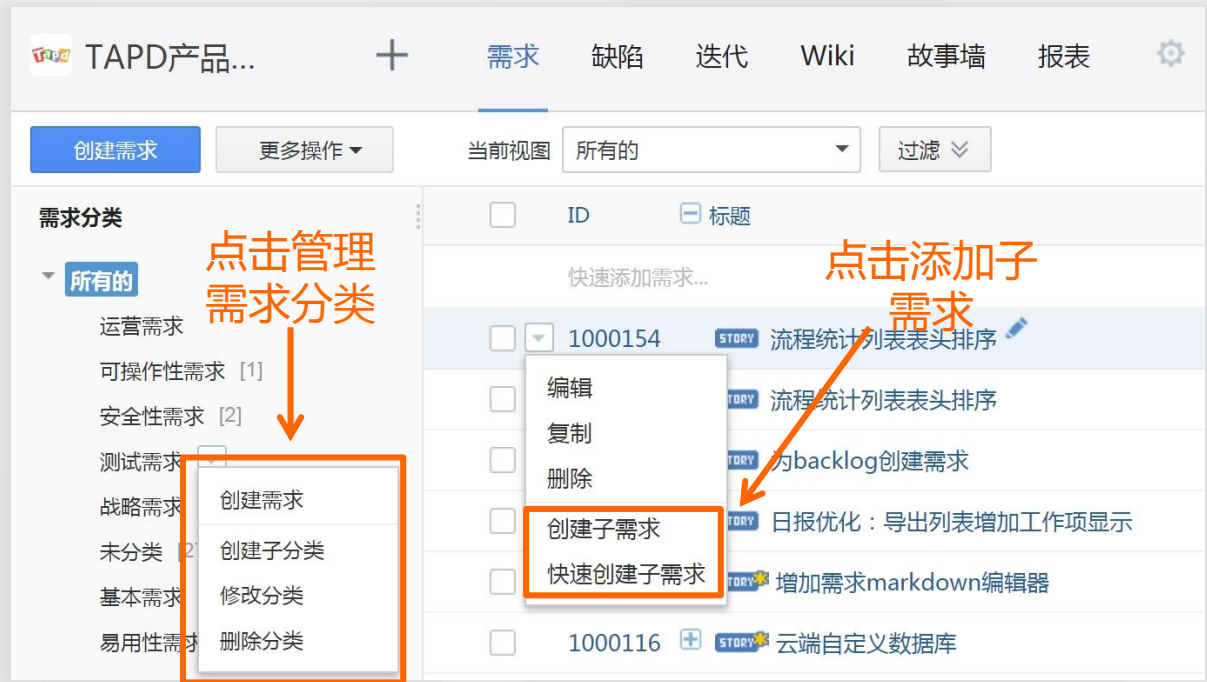 Tapd TAPD产品... 需求 缺陷 迭代 Wiki 故事墙 报表
创建需求 更多操作 当前视图 所有的 过滤
需求分类
ID 标题
点击管理
需求分类
点击添加子
需求
所有的
快速添加需求...
运营需求
可操作性需求 [1]
安全性需求 [2]
测试需求
战略需求
未分类 [2
基本需求
易用性需求
创建需求
创建子分类
修改分类
删除分类
1000154 STORY 流程统计列表表头排序
编辑
复制
删除
创建子需求
快速创建子需求
TORY 流程统计列表表头排序
TORY 为backlog创建需求
TORY 日报优化：导出列表增加工作项显示
TORY 增加需求markdown编辑器
1000116 STORY 云端自定义数据库